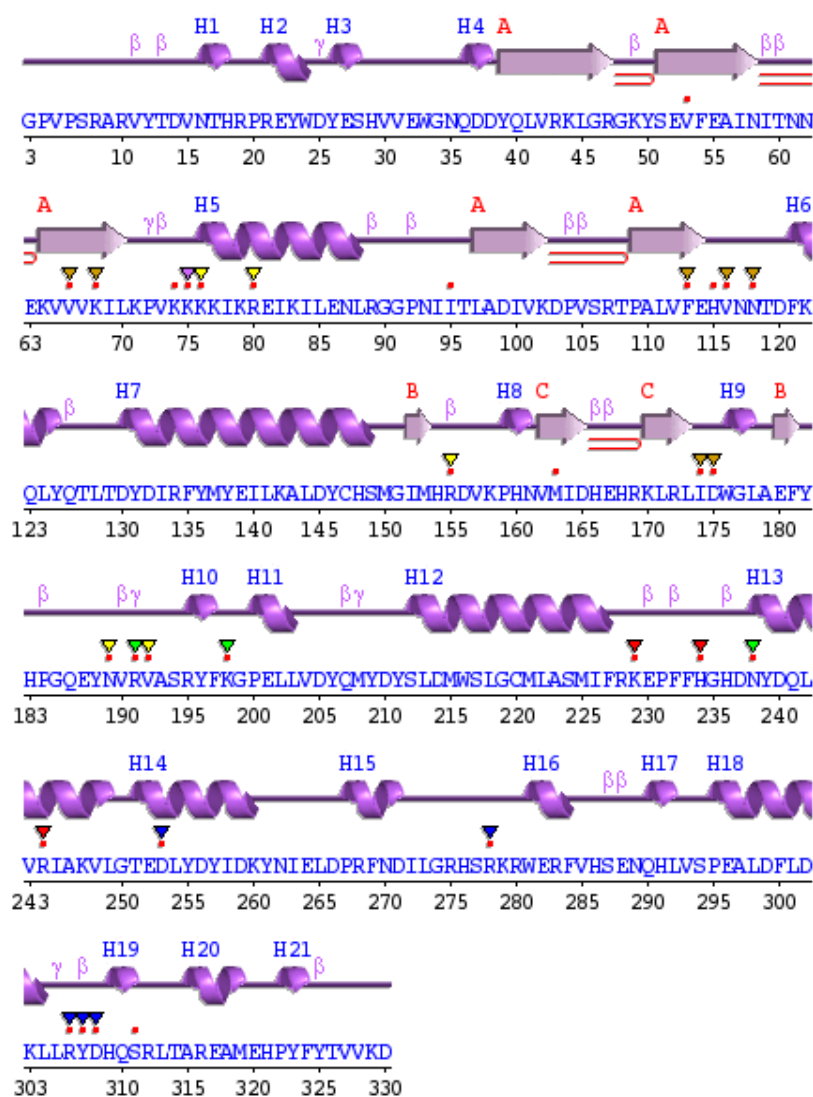 H1 H2 H3 H4 A A
β β γ β ββ
GPVPSRARVYTDVNTHRPREYWDYESHVVEWGNQDDYQLVRKLGRGKYSEVFEAINITNN
3 10 15 20 25 30 35 40 45 50 55 60
A H5 A A H6
γβ β β ββ
EKVVVKILKPVKKKKIKREIKILENLRGGPNIITLADIVKDPVSRTPALVFEHVNNTDFK
63 70 75 80 85 90 95 100 105 110 115 120
H7 B H8 C C H9 B
β β ββ
QLYQTLTDYDIRFYMYEILKALDYCHSMGIMHRDVKPHNVMIDHEHRKLRLIDWGLAEFY
123 130 135 140 145 150 155 160 165 170 175 180
H10 H11 H12 H13
β βγ βγ β β β
HPGQEYNVRVASRYFKGPELLVDYQMYDYSLDMWSLGCMLASMIFRKEPFFHGHDNYDQL
183 190 195 200 205 210 215 220 225 230 235 240
H14 H15 H16 H17 H18
ββ
VRIAKVLGTEDLYDYIDKYNIELDPRFNDILGRHSRKRWERFVHSENQHLVSPEALDFLD
243 250 255 260 265 270 275 280 285 290 295 300
H19 H20 H21
γ β β
KLLRYDHQSRLTAREAMEHPYFYTVVKD
303 310 315 320 325 330